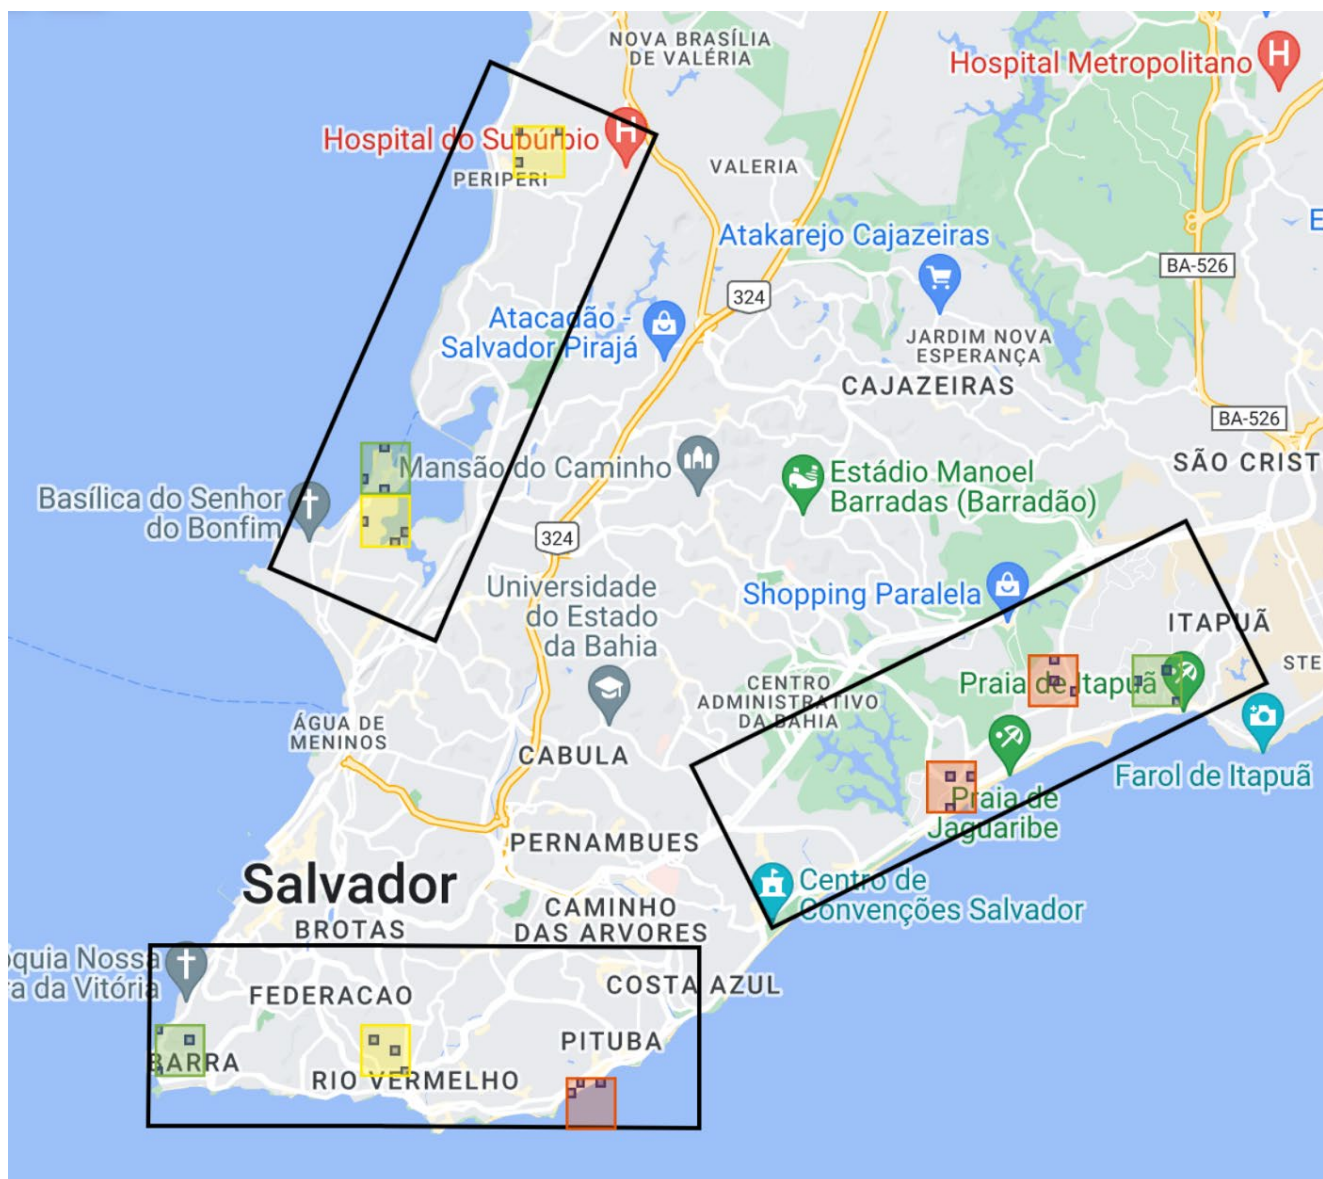 NOVA BRASÍLIA
DE VALÉRIA
Hospital Metropolitano
H
Hospital do Subúrbio
H
PERIPERI
VALERIA
Atakarejo Cajazeiras
E
BA-526
324
Atacadão -
Salvador Pirajá
JARDIM NOVA
ESPERANÇA
CAJAZEIRAS
BA-526
SÃO CRIST
Mansão do Caminho
Estádio Manoel
Barradas (Barradão)
Basílica do Senhor
do Bonfim
324
Universidade
do Estado
da Bahia
Shopping Paralela
ITAPUÃ
STE
Praia de Itapuã
CENTRO
ADMINISTRATIVO
DA BAHIA
ÁGUA DE
MENINOS
CABULA
Farol de Itapuã
Praia de
Jaguaribe
PERNAMBUES
Salvador
BROTAS
CAMINHO
DAS ARVORES
Centro de
Convenções Salvador
óquia Nossa
ra da Vitória
FEDERACAO
COSTA AZUL
PITUBA
BARRA
RIO VERMELHO